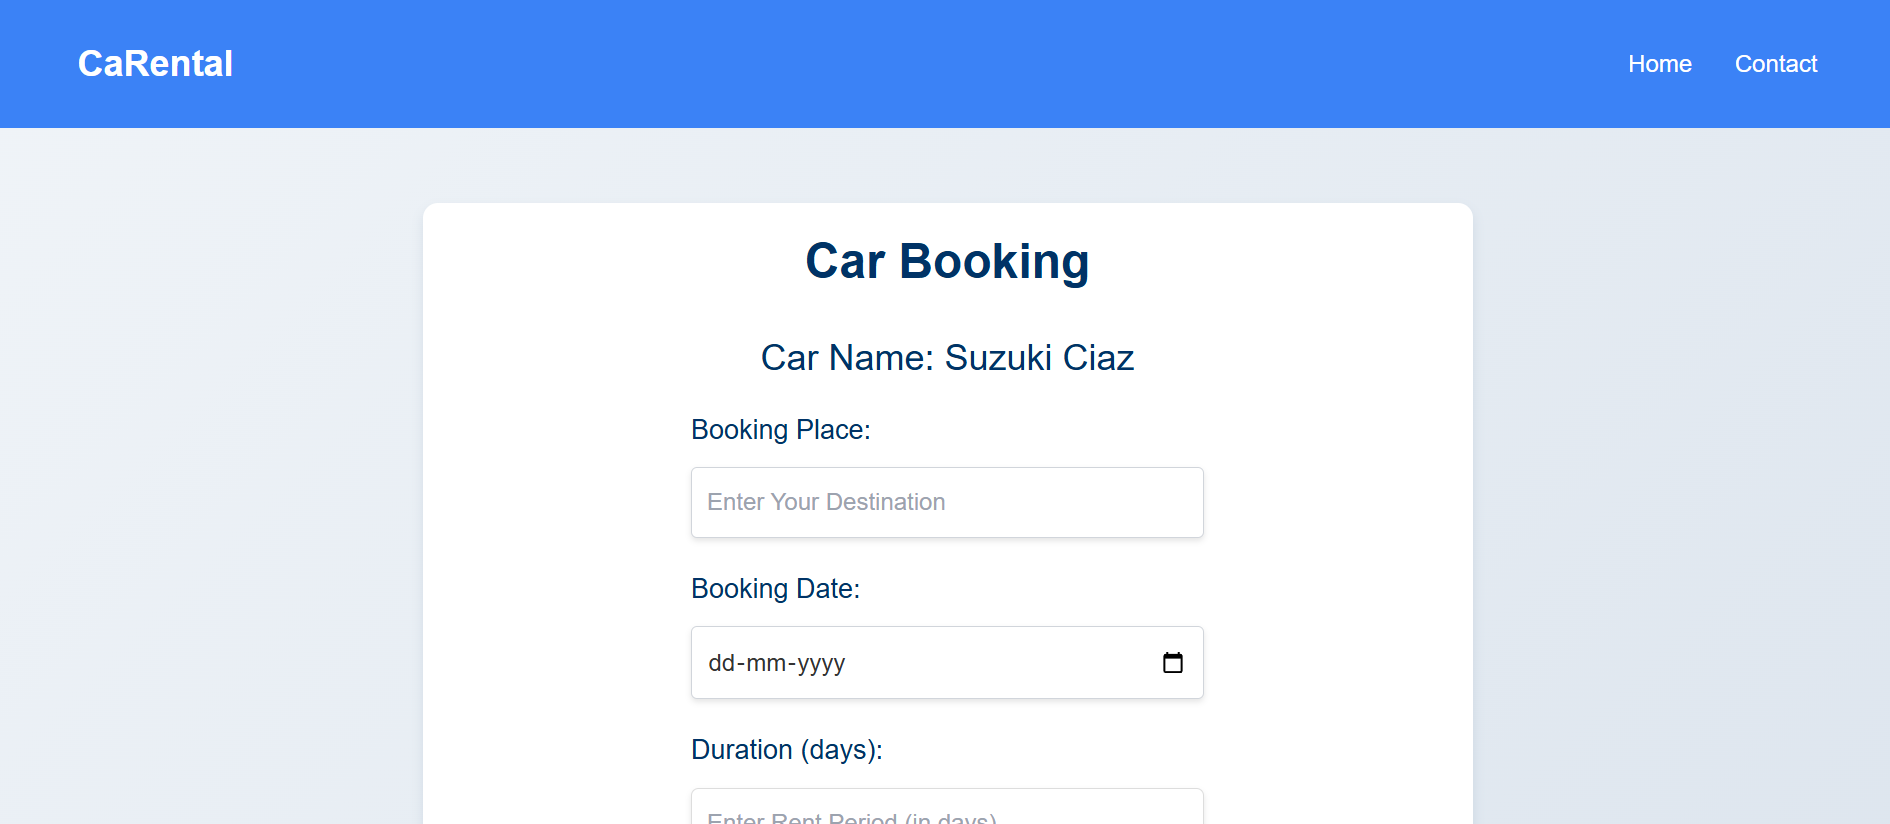 CaRental
Home Contact
Car Booking
Car Name: Suzuki Ciaz
Booking Place:
Enter Your Destination
Booking Date:
dd-mm-yyyy
Duration (days):
Enter Rent Period (in days)